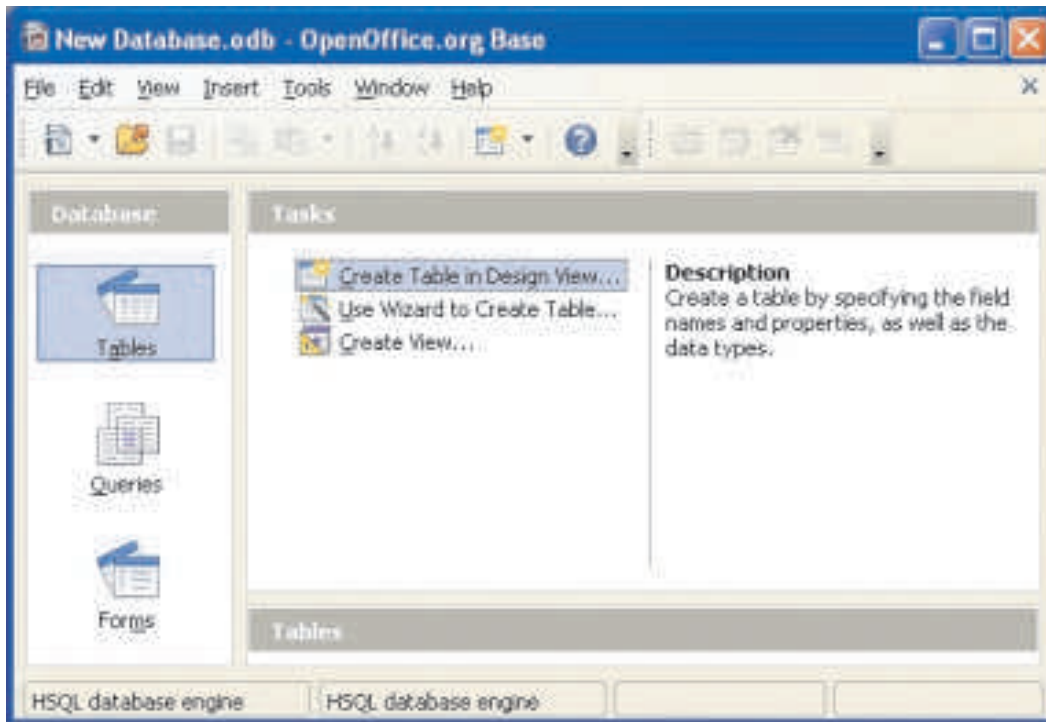 New Database.odb - OpenOffice.org Base
File Edit View Insert Tools Window Help
Database
Tasks
Tables
Queries
Forms
Create Table in Design View...
Use Wizard to Create Table...
Create View...
Description
Create a table by specifying the field
names and properties, as well as the
data types.
Tables
HSQL database engine HSQL database engine